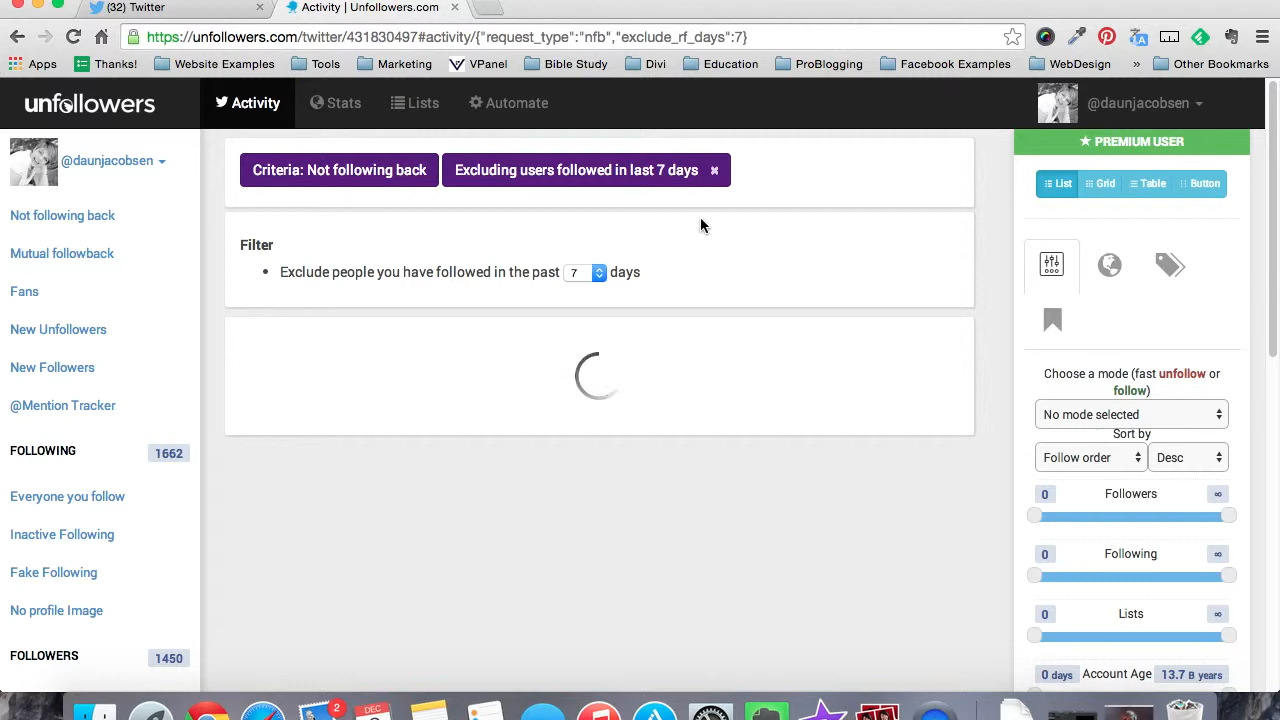 (32) Twitter
Activity | Unfollowers.com
https://unfollowers.com/twitter/431830497#activity/{"request_type":"nfb","exclude_rf_days":7}
Apps Thanks! Website Examples Tools Marketing VPanel Bible Study Divi Education ProBlogging Facebook Examples WebDesign » Other Bookmarks
unfollowers
Activity Stats Lists Automate
@daunjacobsen
@daunjacobsen
Not following back
Mutual followback
Fans
New Unfollowers
New Followers
@Mention Tracker
FOLLOWING 1662
Everyone you follow
Inactive Following
Fake Following
No profile Image
FOLLOWERS 1450
Criteria: Not following back
Excluding users followed in last 7 days
Filter
Exclude people you have followed in the past 7 days
PREMIUM USER
List Grid Table Button
Choose a mode (fast unfollow or
follow)
No mode selected
Sort by
Follow order Desc
0 Followers ∞
0 Following ∞
0 Lists ∞
0 days Account Age 13.7 B years
2
DEC